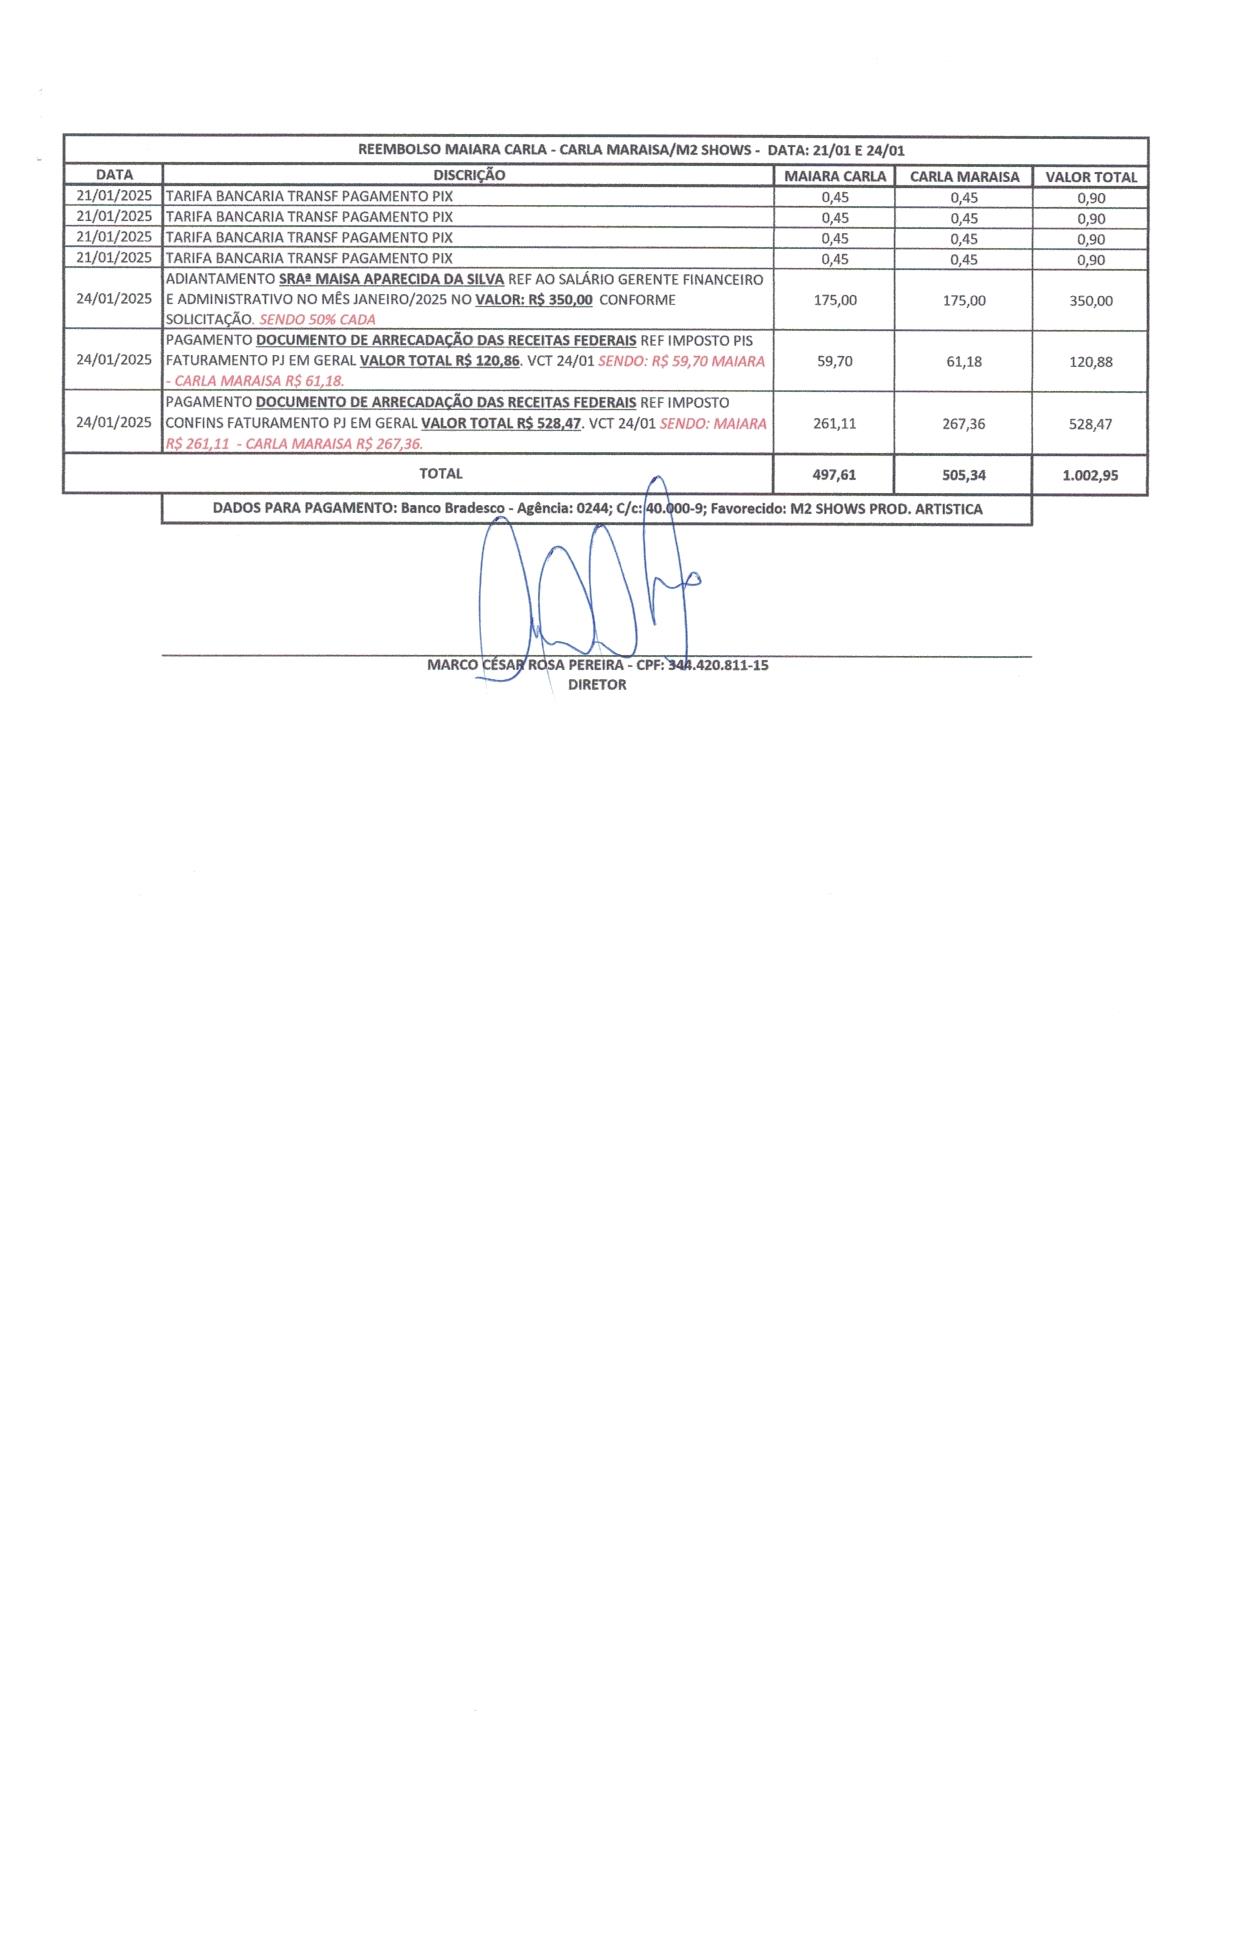 REEMBOLSO MAIARA CARLA - CARLA MARAISA/M2 SHOWS - DATA: 21/01 E 24/01
DATA DISCRIÇÃO MAIARA CARLA CARLA MARAISA VALOR TOTAL
21/01/2025 TARIFA BANCARIA TRANSF PAGAMENTO PIX 0,45 0,45 0,90
21/01/2025 TARIFA BANCARIA TRANSF PAGAMENTO PIX 0,45 0,45 0,90
21/01/2025 TARIFA BANCARIA TRANSF PAGAMENTO PIX 0,45 0,45 0,90
21/01/2025 TARIFA BANCARIA TRANSF PAGAMENTO PIX 0,45 0,45 0,90
ADIANTAMENTO SRAª MAISA APARECIDA DA SILVA REF AO SALÁRIO GERENTE FINANCEIRO
24/01/2025 E ADMINISTRATIVO NO MÊS JANEIRO/2025 NO VALOR: R$ 350,00 CONFORME 175,00 175,00 350,00
SOLICITAÇÃO. SENDO 50% CADA
PAGAMENTO DOCUMENTO DE ARRECADAÇÃO DAS RECEITAS FEDERAIS REF IMPOSTO PIS
24/01/2025 FATURAMENTO PJ EM GERAL VALOR TOTAL R$ 120,86. VCT 24/01 SENDO: R$ 59,70 MAIARA 59,70 61,18 120,88
- CARLA MARAISA R$ 61,18.
PAGAMENTO DOCUMENTO DE ARRECADAÇÃO DAS RECEITAS FEDERAIS REF IMPOSTO
24/01/2025 CONFINS FATURAMENTO PJ EM GERAL VALOR TOTAL R$ 528,47. VCT 24/01 SENDO: MAIARA 261,11 267,36 528,47
R$ 261,11 - CARLA MARAISA R$ 267,36.
TOTAL 497,61 505,34 1.002,95
DADOS PARA PAGAMENTO: Banco Bradesco - Agência: 0244; C/c: 40.000-9; Favorecido: M2 SHOWS PROD. ARTISTICA
MARCO CÉSAR ROSA PEREIRA - CPF: 344.420.811-15
DIRETOR